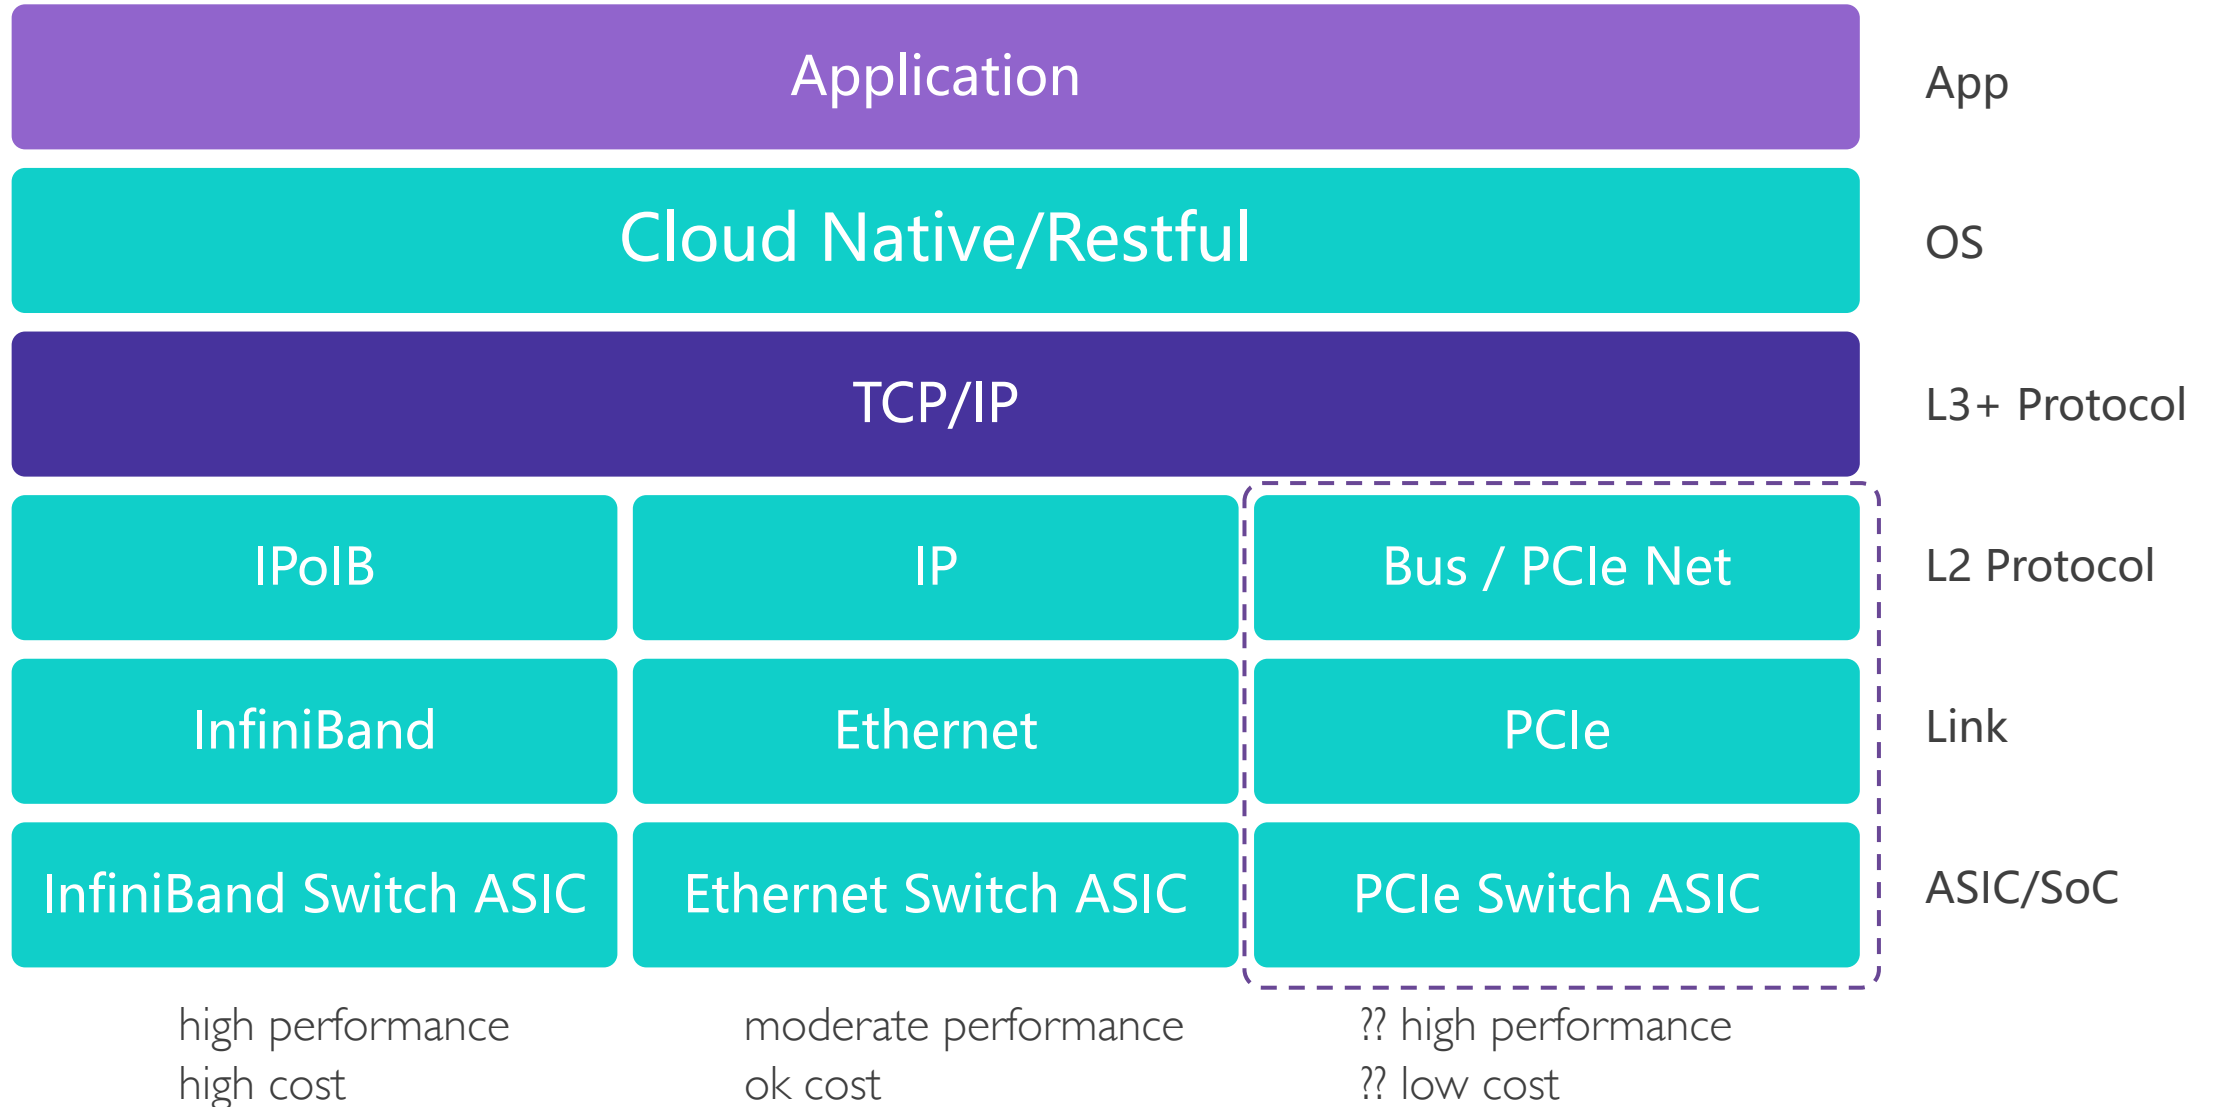 Application
App
Cloud Native/Restful
OS
TCP/IP
L3+ Protocol
IPoIB
IP
Bus / PCIe Net
L2 Protocol
InfiniBand
Ethernet
PCIe
Link
InfiniBand Switch ASIC
Ethernet Switch ASIC
PCIe Switch ASIC
ASIC/SoC
high performance
high cost
moderate performance
ok cost
?? high performance
?? low cost